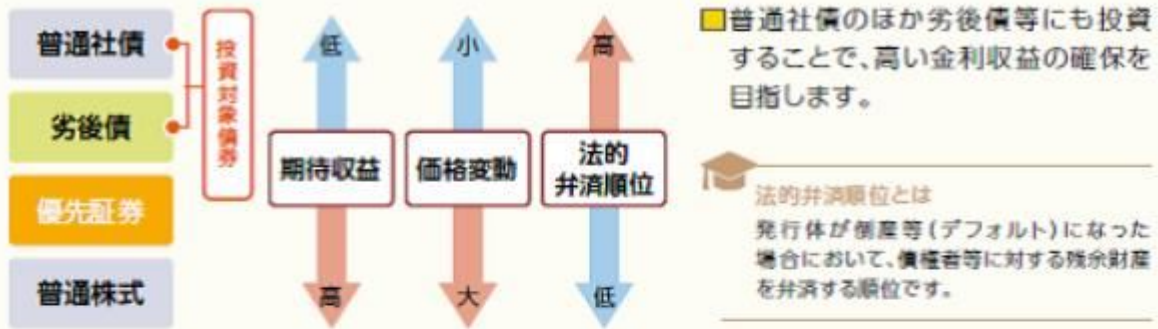 普通社債
劣後債
優先証券
普通株式
投資対象債券
低
期待収益
高
小
価格変動
大
高
法的
弁済順位
低
普通社債のほか劣後債等にも投資
することで、高い金利収益の確保を
目指します。
法的弁済順位とは
発行体が倒産等(デフォルト)になった
場合において、債権者等に対する残余財産
を弁済する順位です。